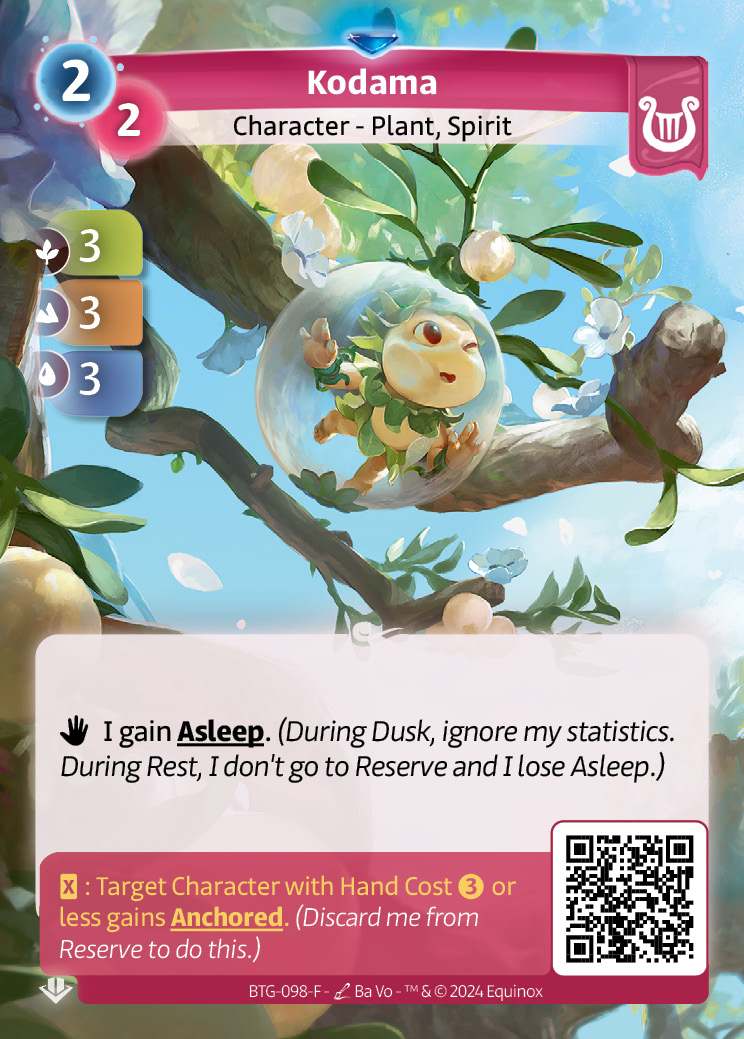 2
Kodama
2
Character - Plant, Spirit
3
3
3
I gain Asleep. (During Dusk, ignore my statistics.
During Rest, I don't go to Reserve and I lose Asleep.)
X : Target Character with Hand Cost 3 or
less gains Anchored. (Discard me from
Reserve to do this.)
BTG-098-F - Ba Vo - ™ & © 2024 Equinox